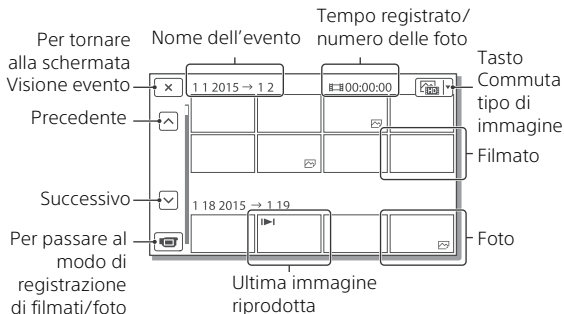 Tempo registrato/
numero delle foto
Nome dell'evento
Per tornare
alla schermata
Visione evento
Tasto
Commuta
tipo di
immagine
1 1 2015 → 1 2
00:00:00
Precedente
Filmato
Successivo
1 18 2015 → 1 19
Foto
Per passare al
modo di
registrazione
di filmati/foto
Ultima immagine
riprodotta